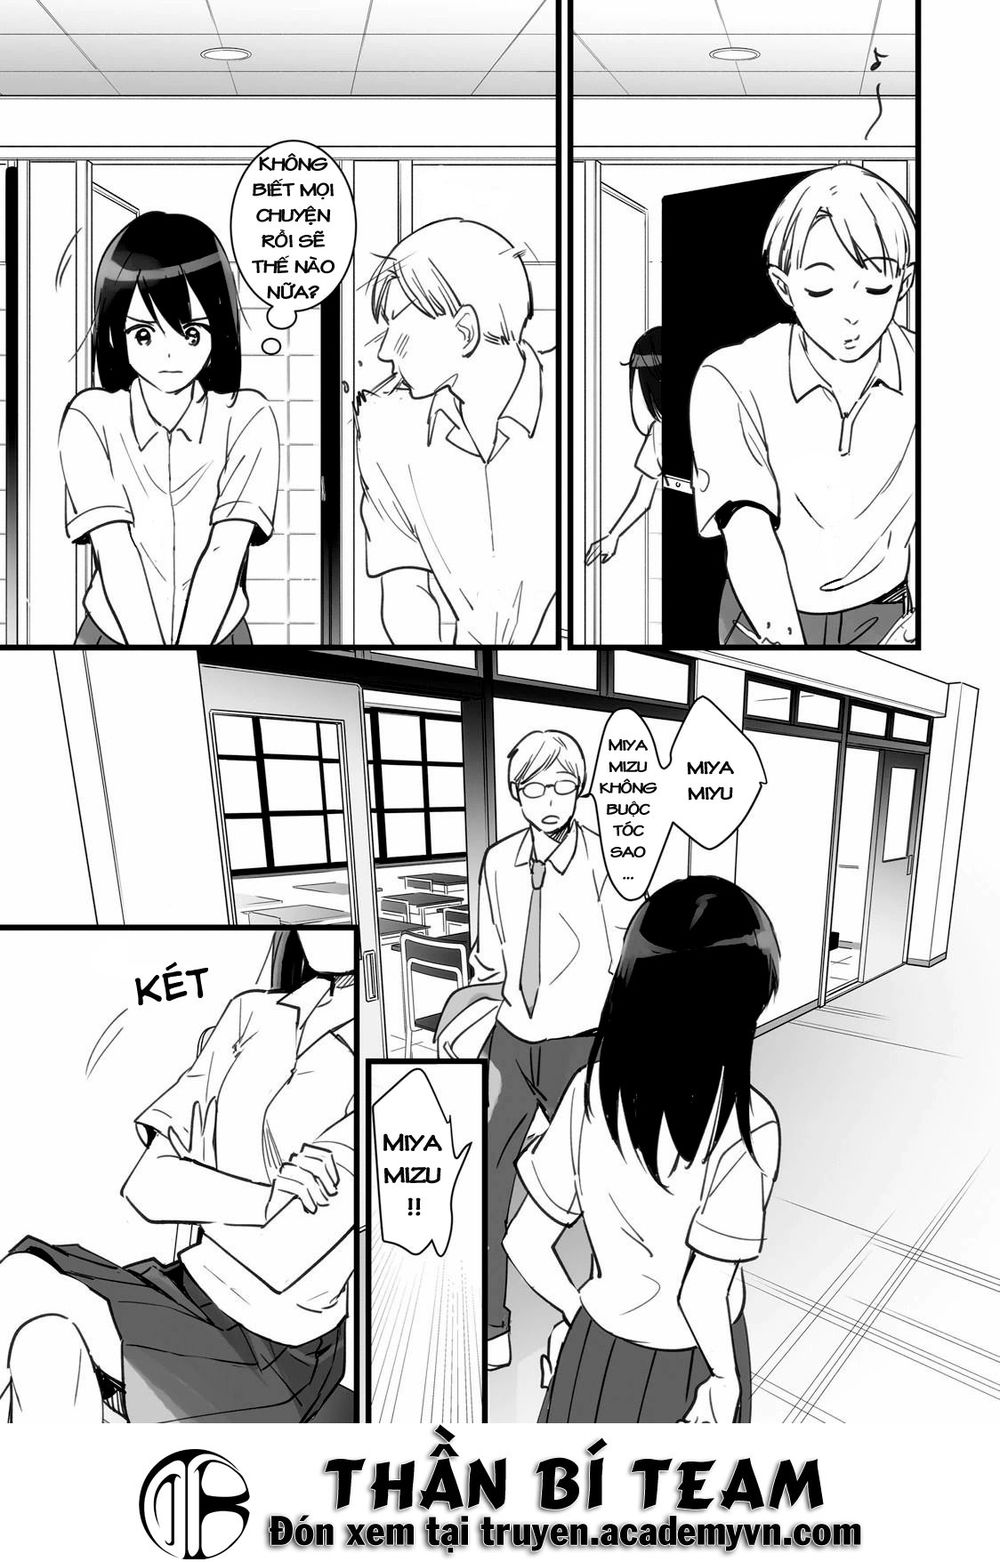 KHÔNG
BIẾT MỌI
CHUYỆN
RỒI SẼ
THẾ NÀO
NỮA?
MIYA
MIYU
MIYA
MIZU
KHÔNG
BUỘC
TÓC
SAO
...
KÉT
MIYA
MIZU
!!
THẦN BÍ TEAM
Đón xem tại truyen.academyvn.com